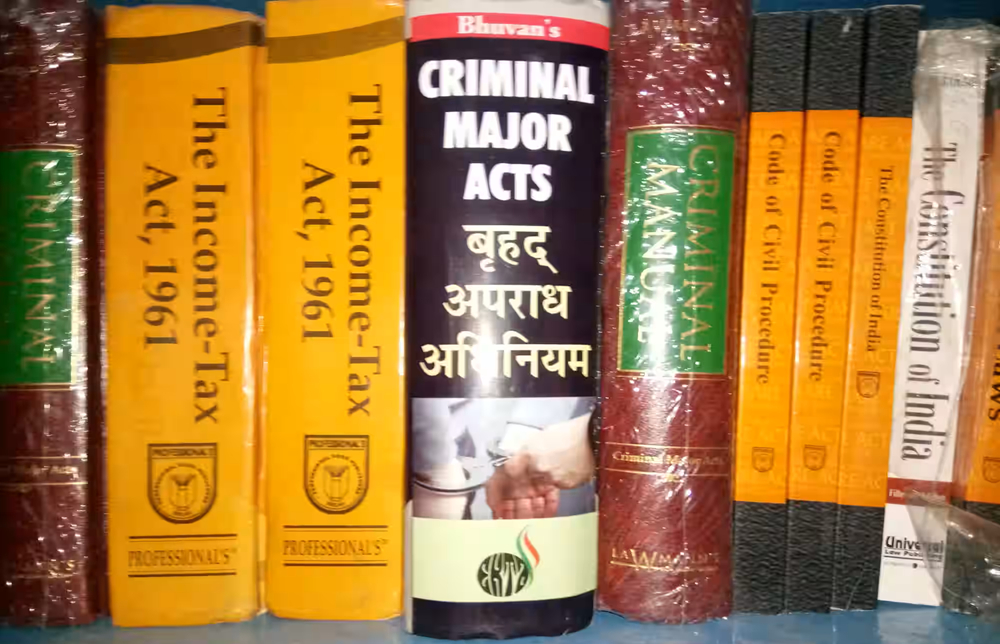 CRIMINAL
The Income-Tax
Act, 1961
PROFESSIONAL'S
The Income-Tax
Act, 1961
PROFESSIONAL'S
Bhuvan's
CRIMINAL
MAJOR
ACTS
बृहद्
अपराध
अधिनियम
CRIMINAL
MANUAL
Criminal Major Acts
LAWMANN'S
Code of Civil Procedure
Code of Civil Procedure
The Constitution of India
The Constitution of India
Universal